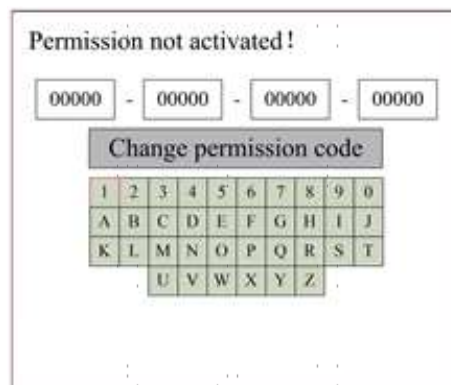 Permission not activated!
00000 - 00000 - 00000 - 00000
Change permission code
1 2 3 4 5 6 7 8 9 0
A B C D E F G H I J
K L M N O P Q R S T
U V W X Y Z